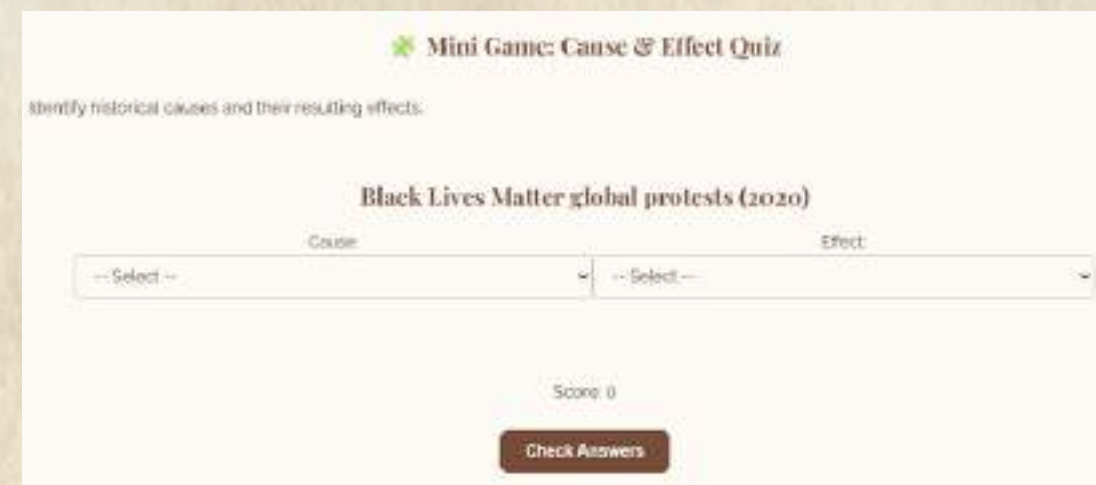 Mini Game: Cause & Effect Quiz
Identify historical causes and their resulting effects.
Black Lives Matter global protests (2020)
Cause:
Effect:
-- Select --
-- Select --
Score: 0
Check Answers